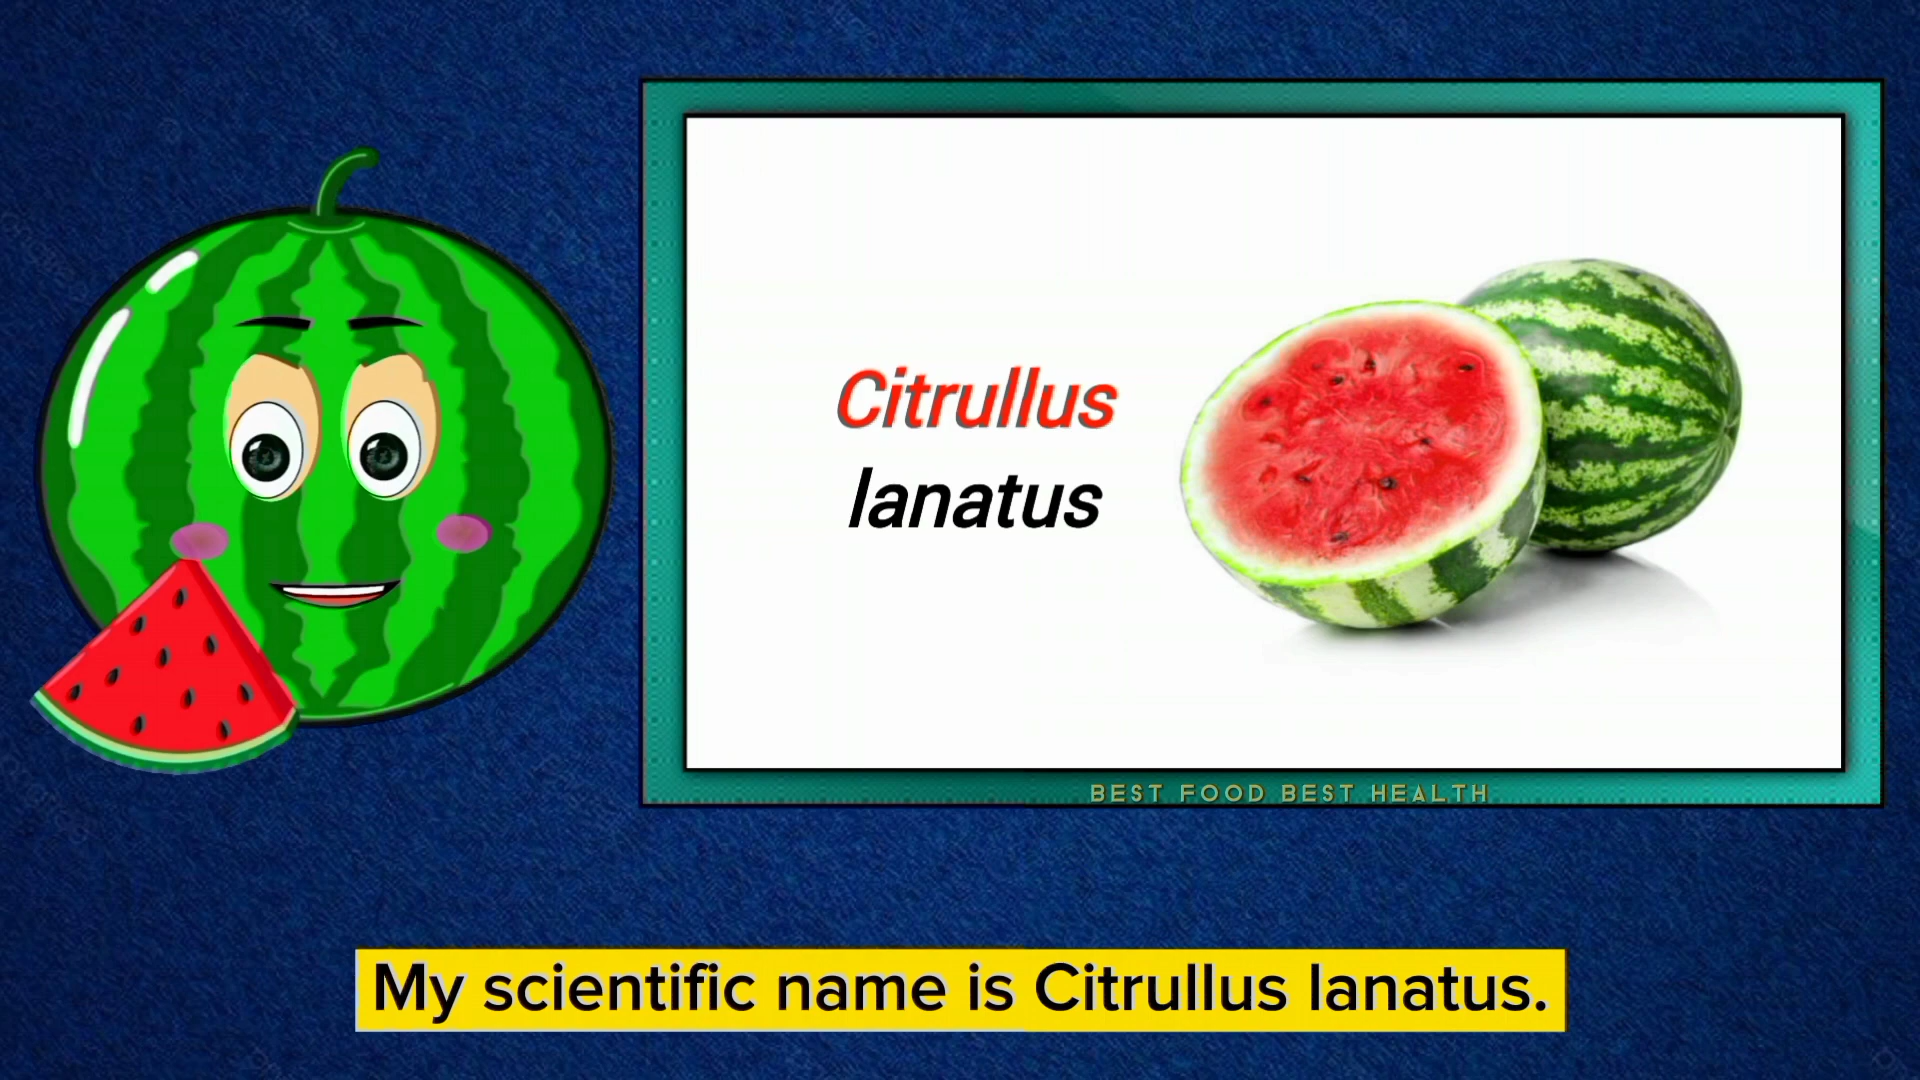 Citrullus
lanatus
BEST FOOD BEST HEALTH
My scientific name is Citrullus lanatus.